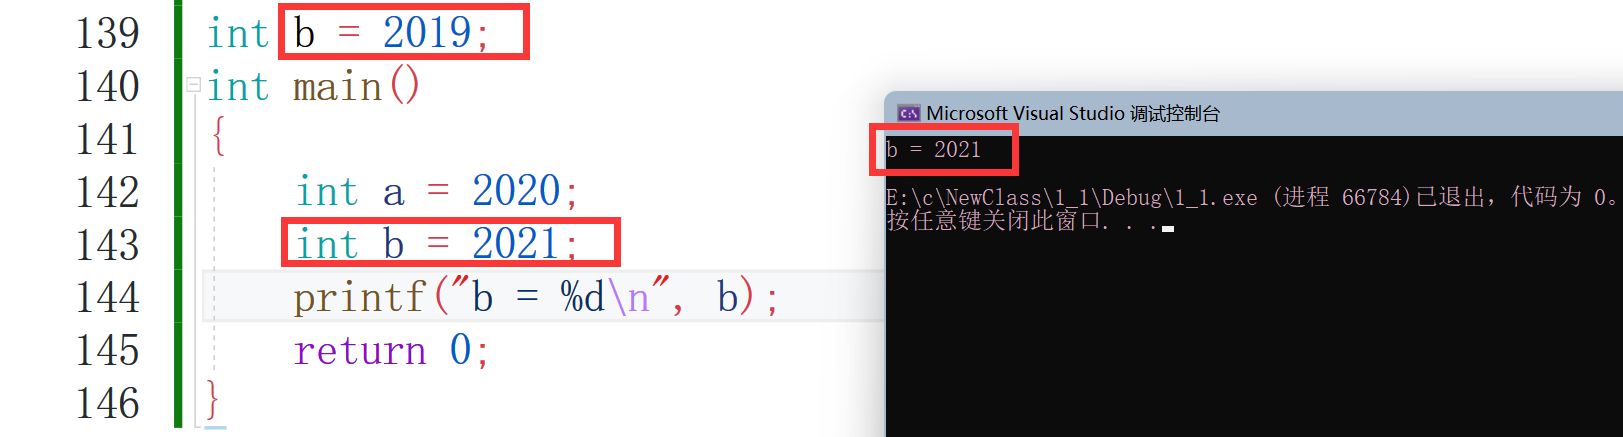 139 int b = 2019;
140 int main()
141 {
142 int a = 2020;
143 int b = 2021;
144 printf("b = %d\n", b);
145 return 0;
146 }
Microsoft Visual Studio 调试控制台
b = 2021
E:\c\NewClass\1_1\Debug\1_1.exe (进程 66784)已退出，代码为 0。
按任意键关闭此窗口. . .